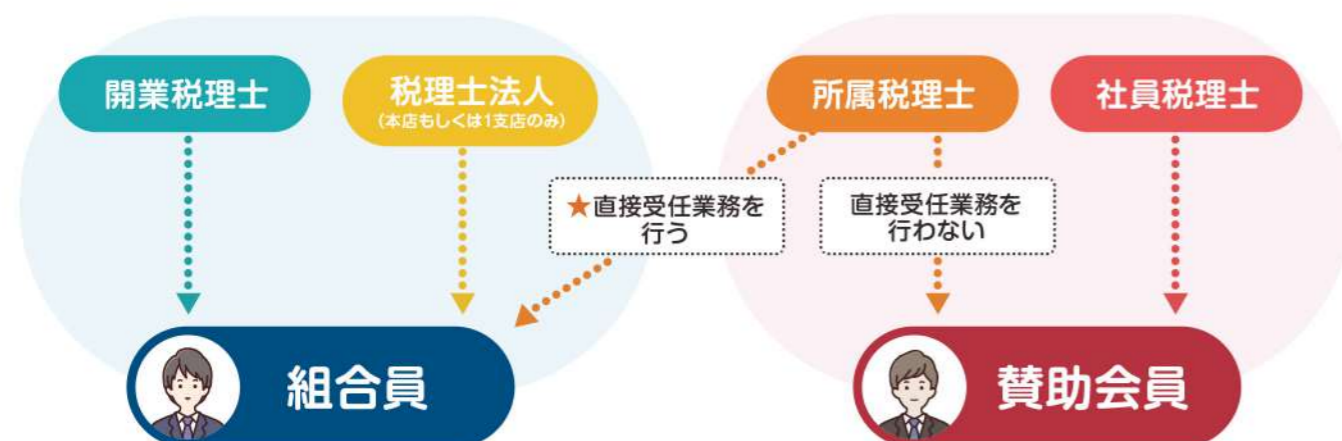 開業税理士
税理士法人
(本店もしくは1支店のみ)
所属税理士
社員税理士
★直接受任業務を
行う
直接受任業務を
行わない
組合員
賛助会員